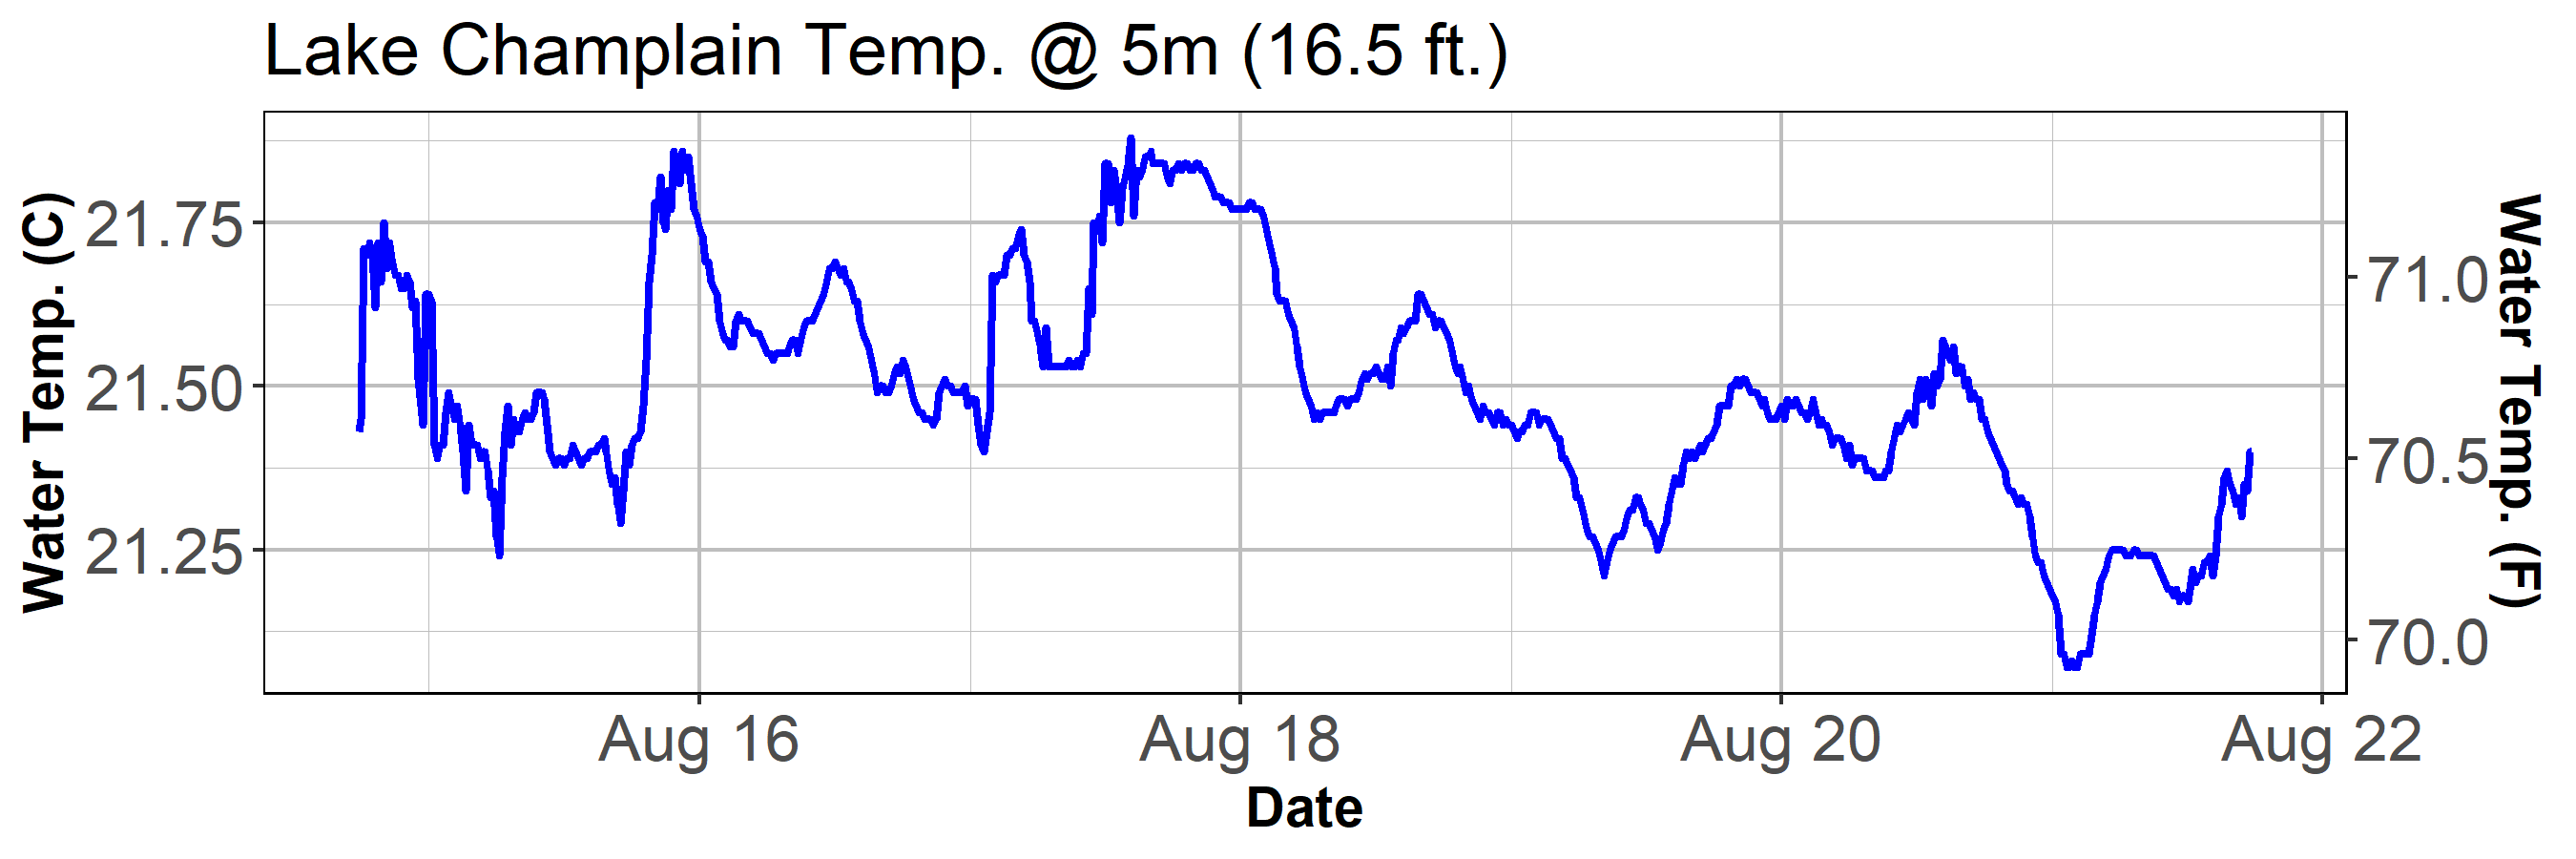 Lake Champlain Temp. @ 5m (16.5 ft.)
Water Temp. (C)
21.75
21.50
21.25
71.0
70.5
70.0
Water Temp. (F)
Aug 16
Aug 18
Aug 20
Aug 22
Date